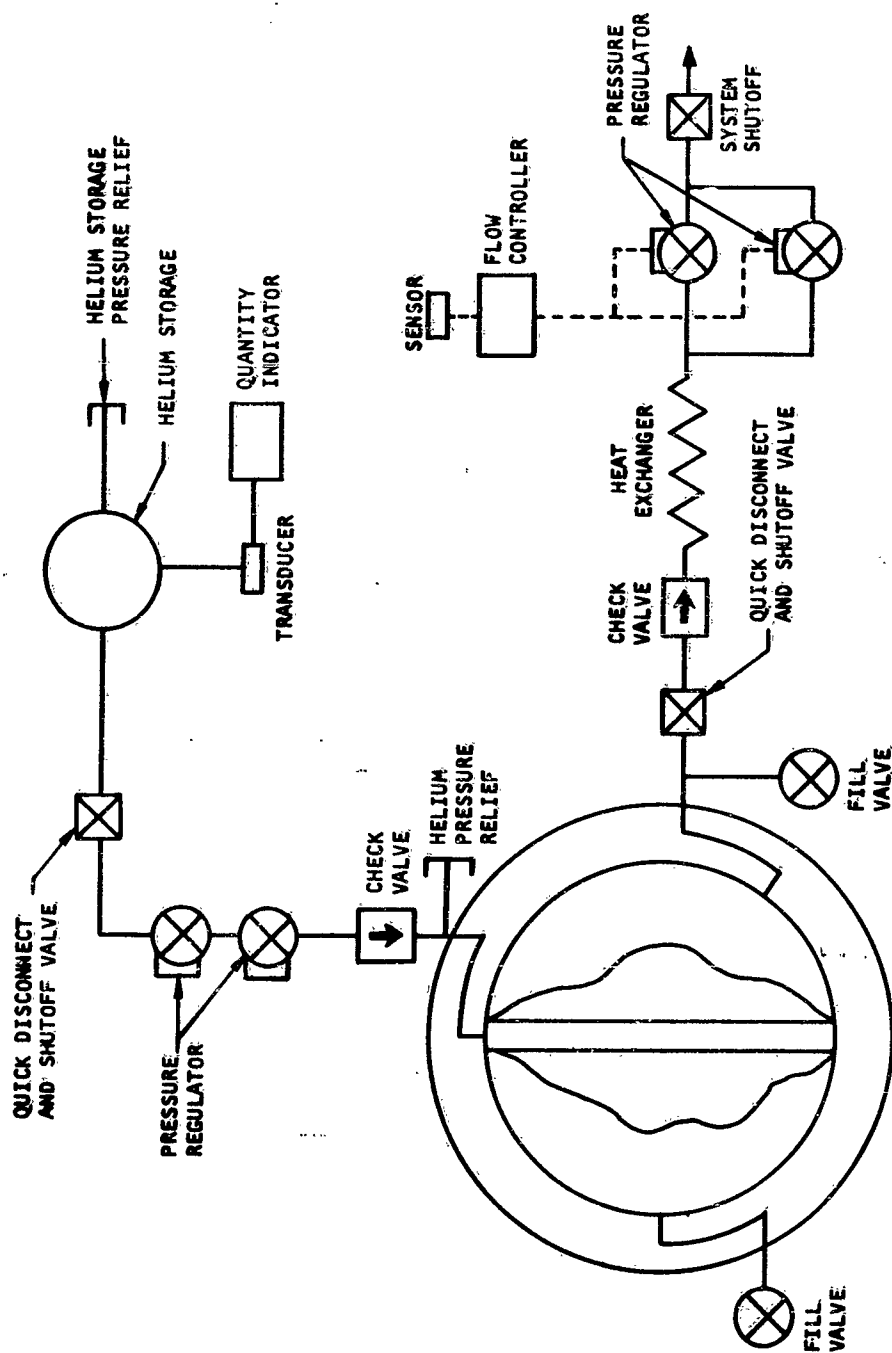 HELIUM STORAGE
PRESSURE RELIEF
HELIUM STORAGE
QUANTITY
INDICATOR
TRANSDUCER
QUICK DISCONNECT
AND SHUTOFF VALVE
PRESSURE
REGULATOR
CHECK
VALVE
HELIUM
PRESSURE
RELIEF
SENSOR
FLOW
CONTROLLER
PRESSURE
REGULATOR
SYSTEM
SHUTOFF
HEAT
EXCHANGER
CHECK
VALVE
QUICK DISCONNECT
AND SHUTOFF VALVE
FILL
VALVE
FILL
VALVE